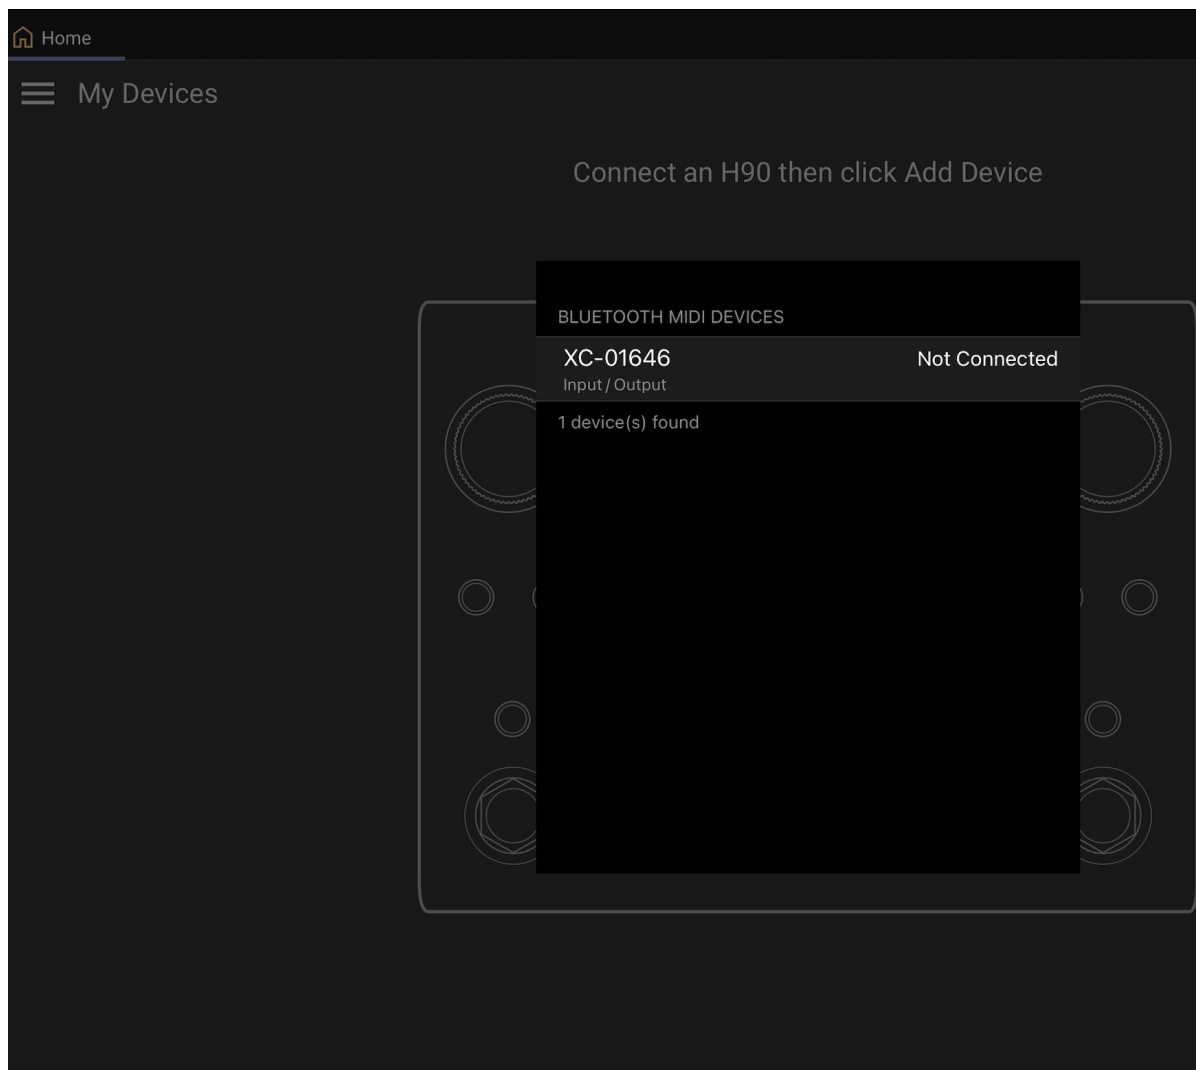 Home
My Devices
Connect an H90 then click Add Device
BLUETOOTH MIDI DEVICES
XC-01646 Not Connected
Input / Output
1 device(s) found